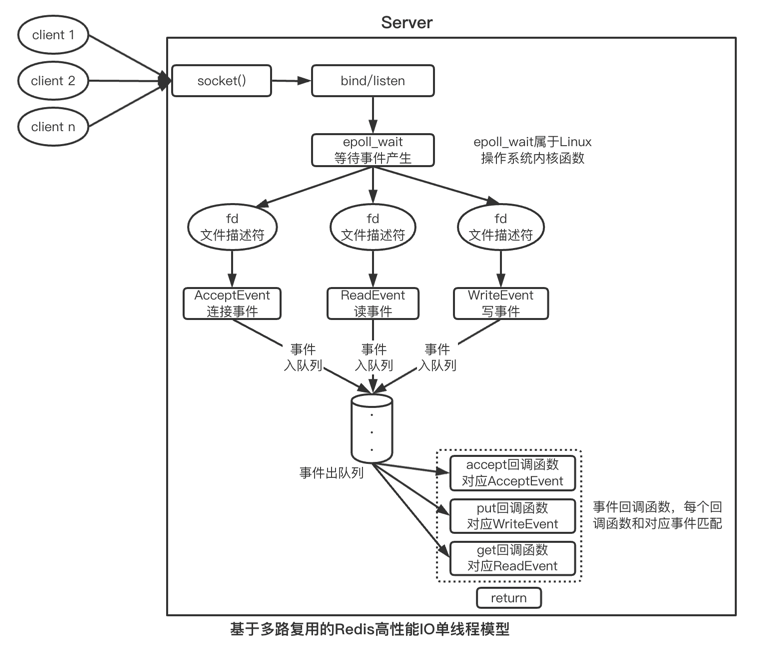 Server
client 1
client 2
client n
socket()
bind/listen
epoll_wait
等待事件产生
epoll_wait属于Linux
操作系统内核函数
fd
文件描述符
fd
文件描述符
fd
文件描述符
AcceptEvent
连接事件
ReadEvent
读事件
WriteEvent
写事件
事件
入队列
事件
入队列
事件
入队列
事件出队列
accept回调函数
对应AcceptEvent
put回调函数
对应WriteEvent
get回调函数
对应ReadEvent
事件回调函数，每个回
调函数和对应事件匹配
return
基于多路复用的Redis高性能IO单线程模型